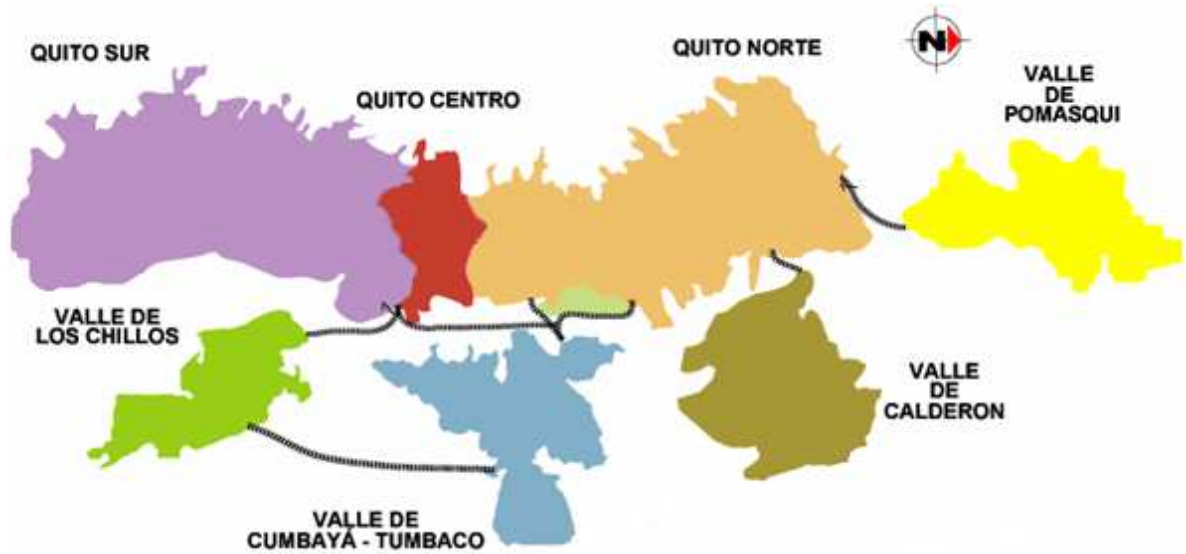 QUITO SUR
QUITO CENTRO
QUITO NORTE
N
VALLE
DE
POMASQUI
VALLE DE
LOS CHILLOS
VALLE
DE
CALDERON
VALLE DE
CUMBAYÁ - TUMBACO